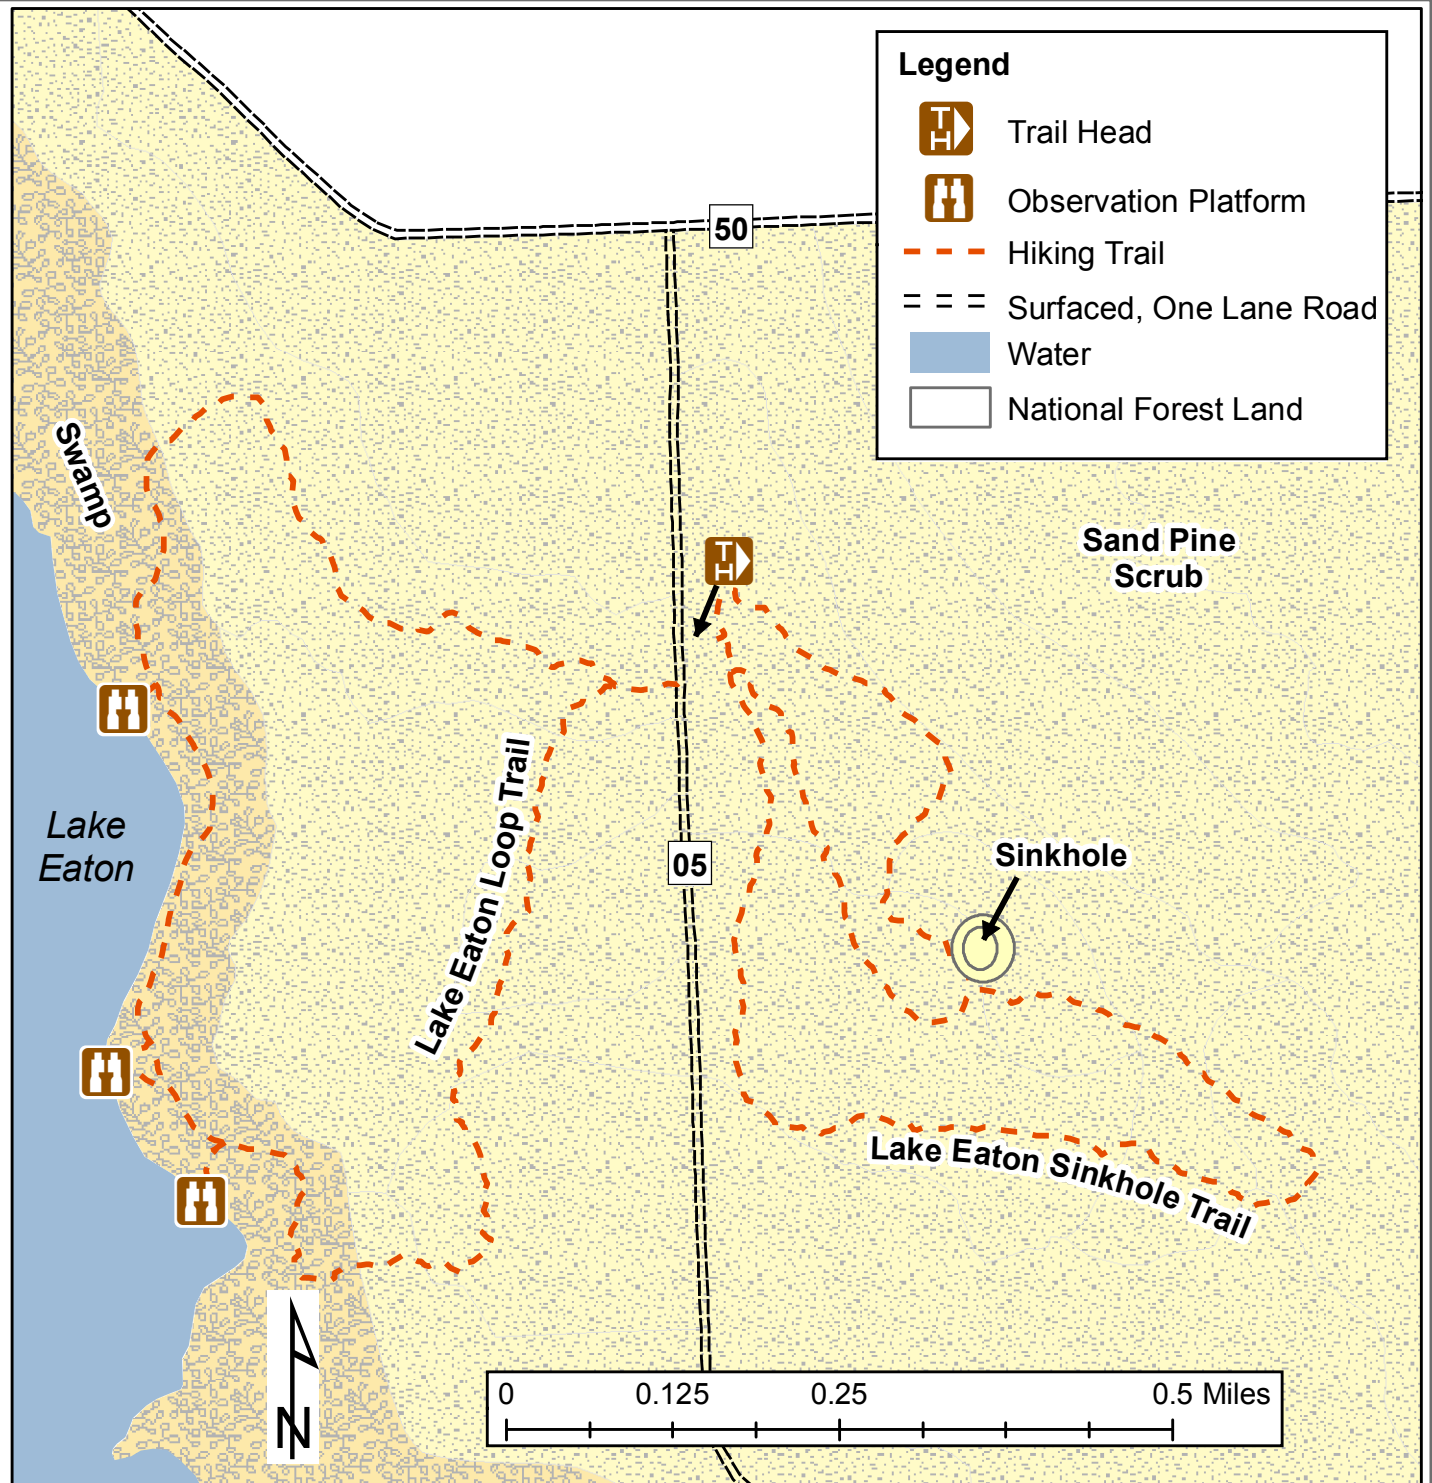 Legend
TH
Trail Head
Observation Platform
Hiking Trail
Surfaced, One Lane Road
Water
National Forest Land
50
Swamp
TH
Sand Pine
Scrub
Lake
Eaton
Lake Eaton Loop Trail
05
Sinkhole
Lake Eaton Sinkhole Trail
N
0 0.125 0.25 0.5 Miles